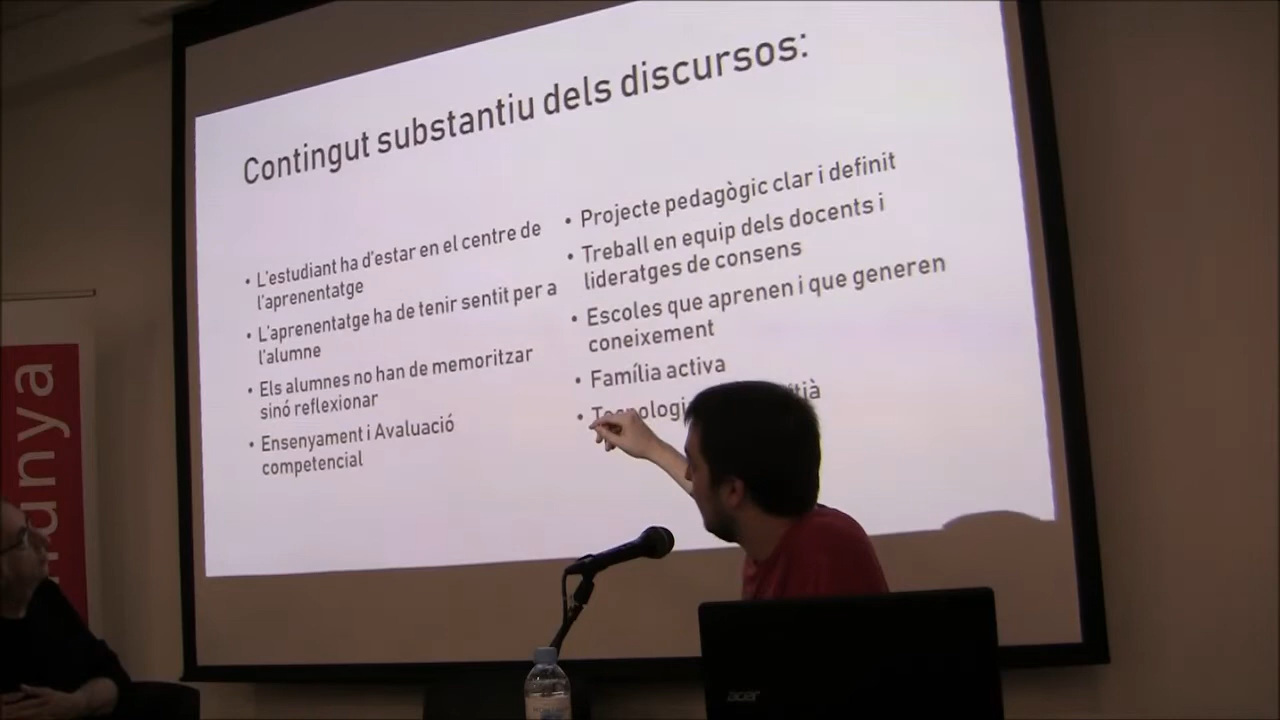 Contingut substantiu dels discursos:
• L'estudiant ha d'estar en el centre de
l'aprenentatge
• L'aprenentatge ha de tenir sentit per a
l'alumne
• Els alumnes no han de memoritzar
sinó reflexionar
• Ensenyament i Avaluació
competencial
• Projecte pedagògic clar i definit
• Treball en equip dels docents i
lideratges de consens
• Escoles que aprenen i que generen
coneixement
• Família activa
•
acer